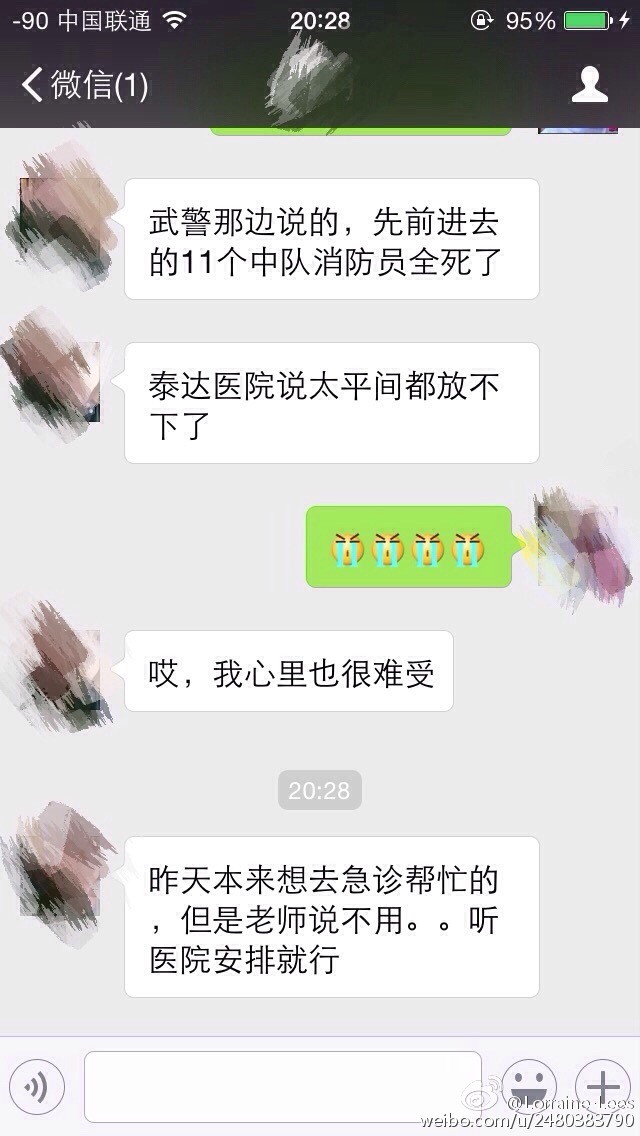 -90 中国联通 20:28 95%
微信(1)
武警那边说的，先前进去
的11个中队消防员全死了
泰达医院说太平间都放不
下了
😭😭😭😭
哎，我心里也很难受
20:28
昨天本来想去急诊帮忙的
，但是老师说不用。。听
医院安排就行
@Lorraine-Lees
weibo.com/u/2480383790